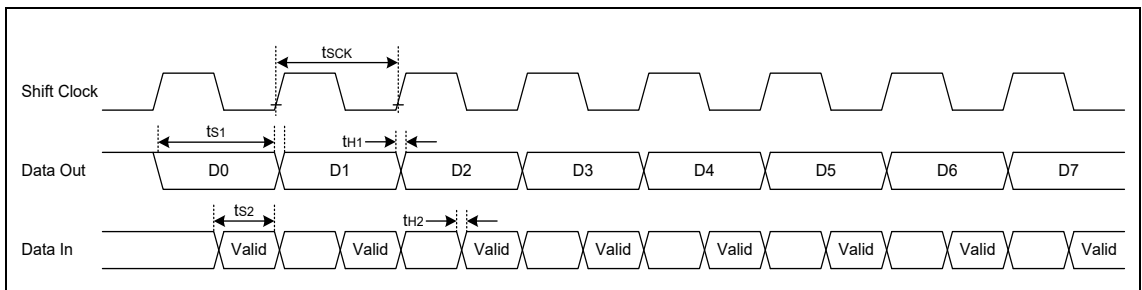 tSCK
Shift Clock
tS1
tH1
Data Out D0 D1 D2 D3 D4 D5 D6 D7
tS2
tH2
Data In Valid Valid Valid Valid Valid Valid Valid Valid